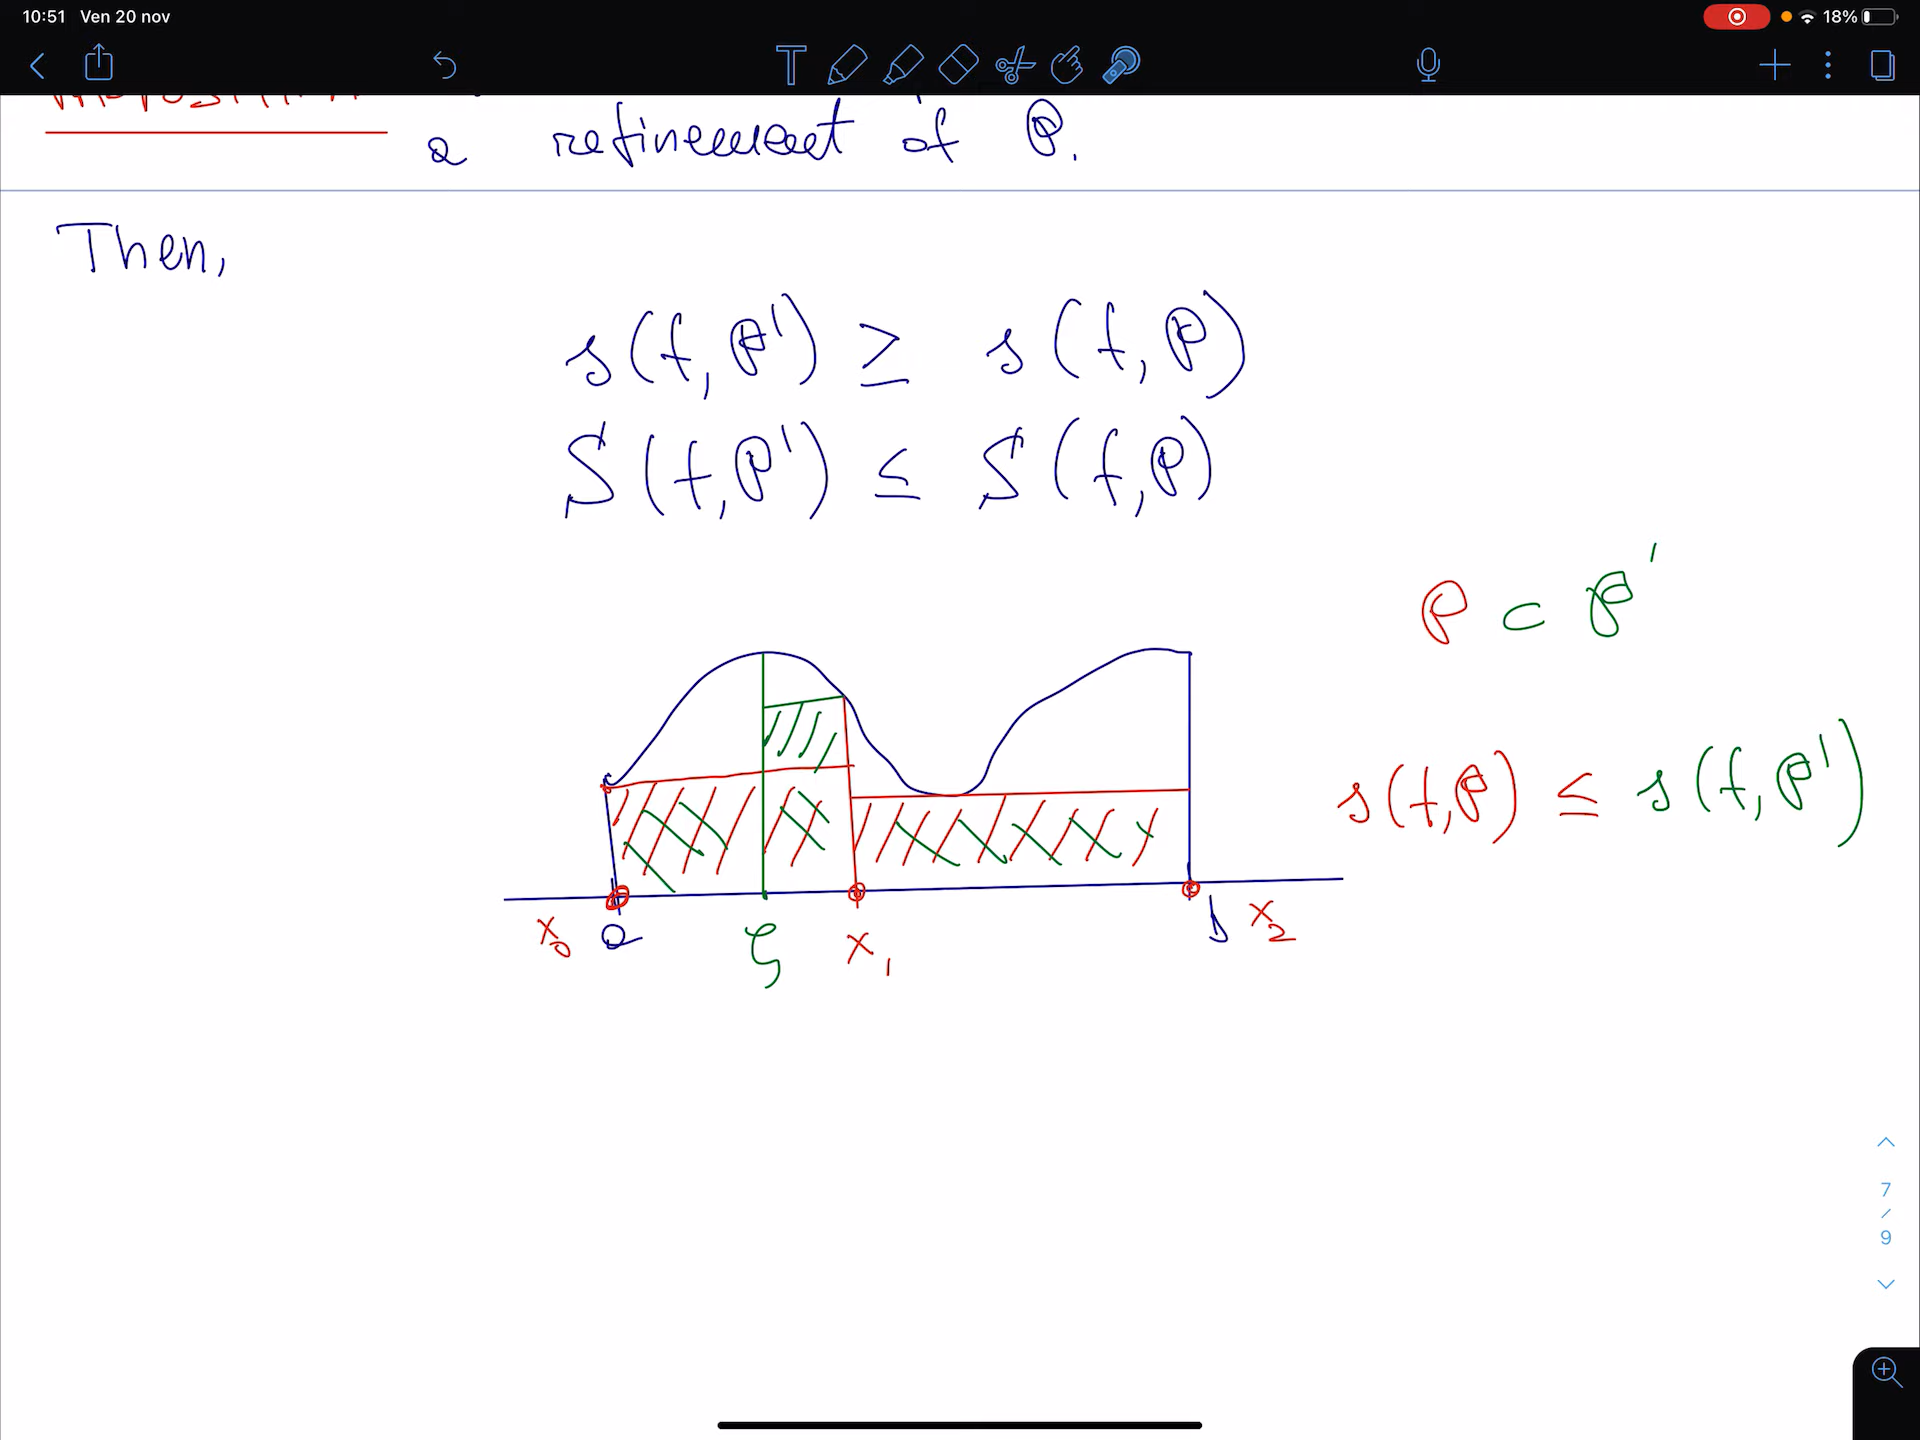 10:51 Ven 20 nov 18%
T
a refinement of P.
Then,
s(f, P') ≥ s(f, P)
S(f, P') ≤ S(f, P)
P ⊂ P'
s(f, P) ≤ s(f, P')
x₀ a ξ x₁ b x₂
7
/
9